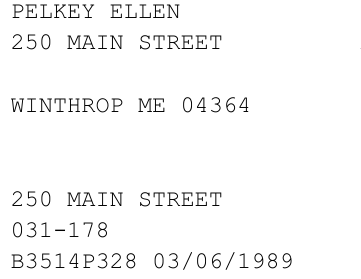 PELKEY ELLEN
250 MAIN STREET
WINTHROP ME 04364
250 MAIN STREET
031-178
B3514P328 03/06/1989